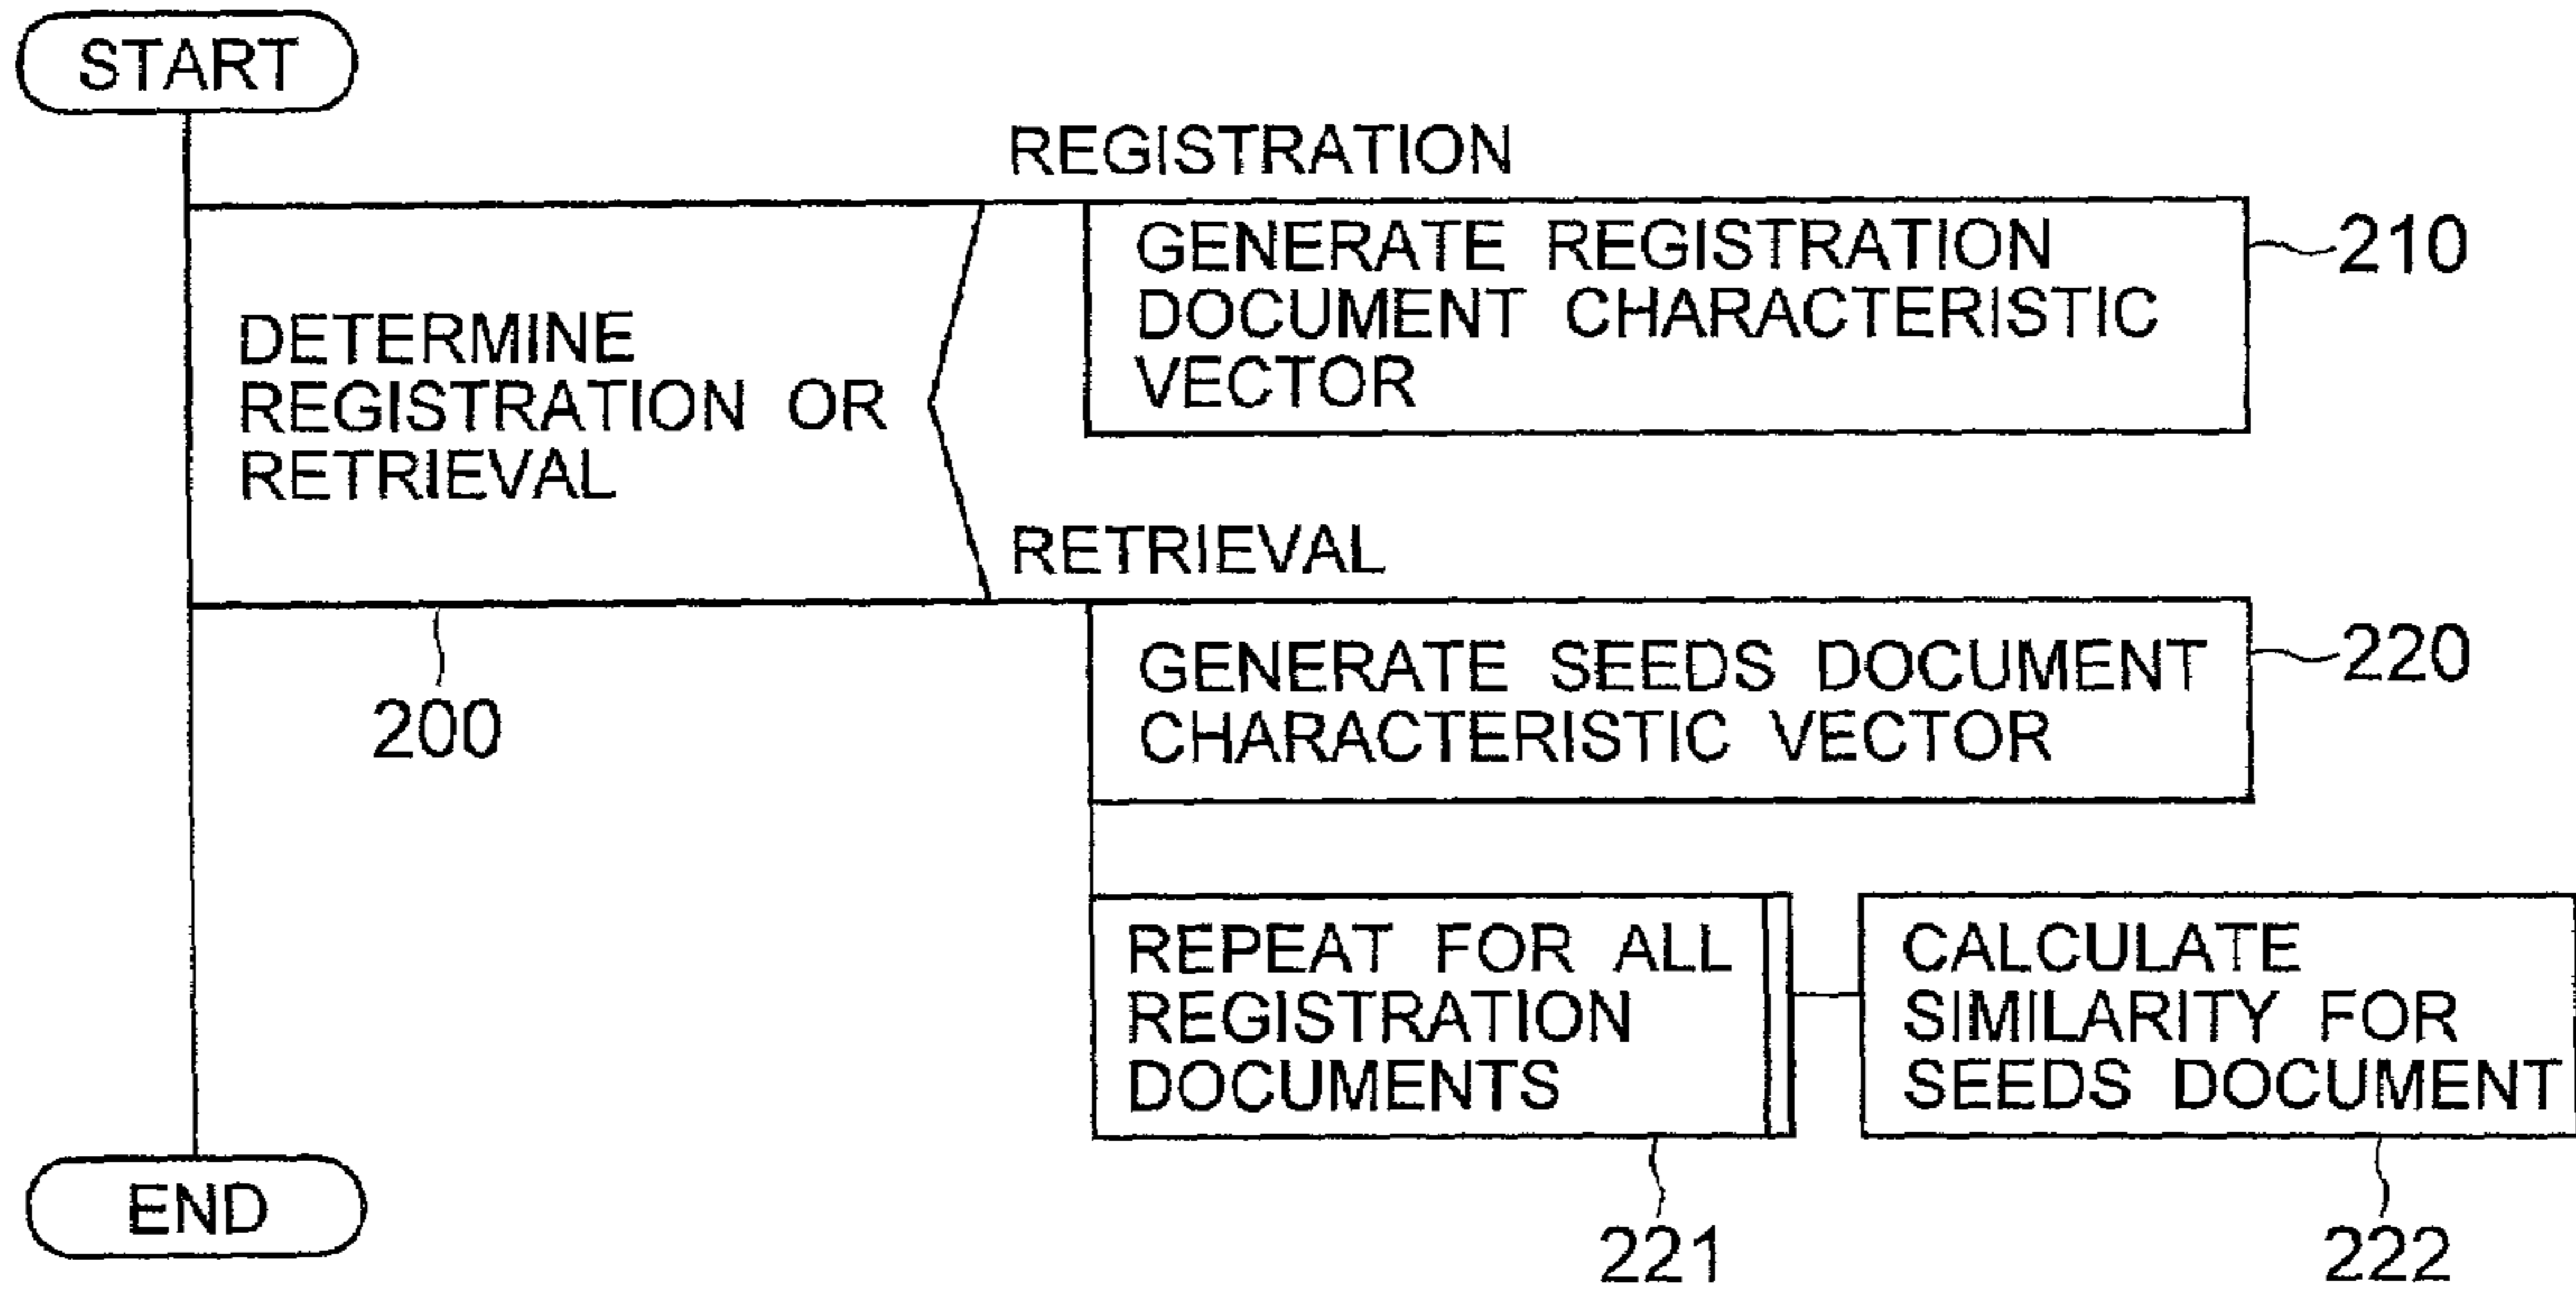 START
REGISTRATION
GENERATE REGISTRATION
DOCUMENT CHARACTERISTIC
VECTOR
210
DETERMINE
REGISTRATION OR
RETRIEVAL
RETRIEVAL
200
GENERATE SEEDS DOCUMENT
CHARACTERISTIC VECTOR
220
REPEAT FOR ALL
REGISTRATION
DOCUMENTS
221
CALCULATE
SIMILARITY FOR
SEEDS DOCUMENT
222
END